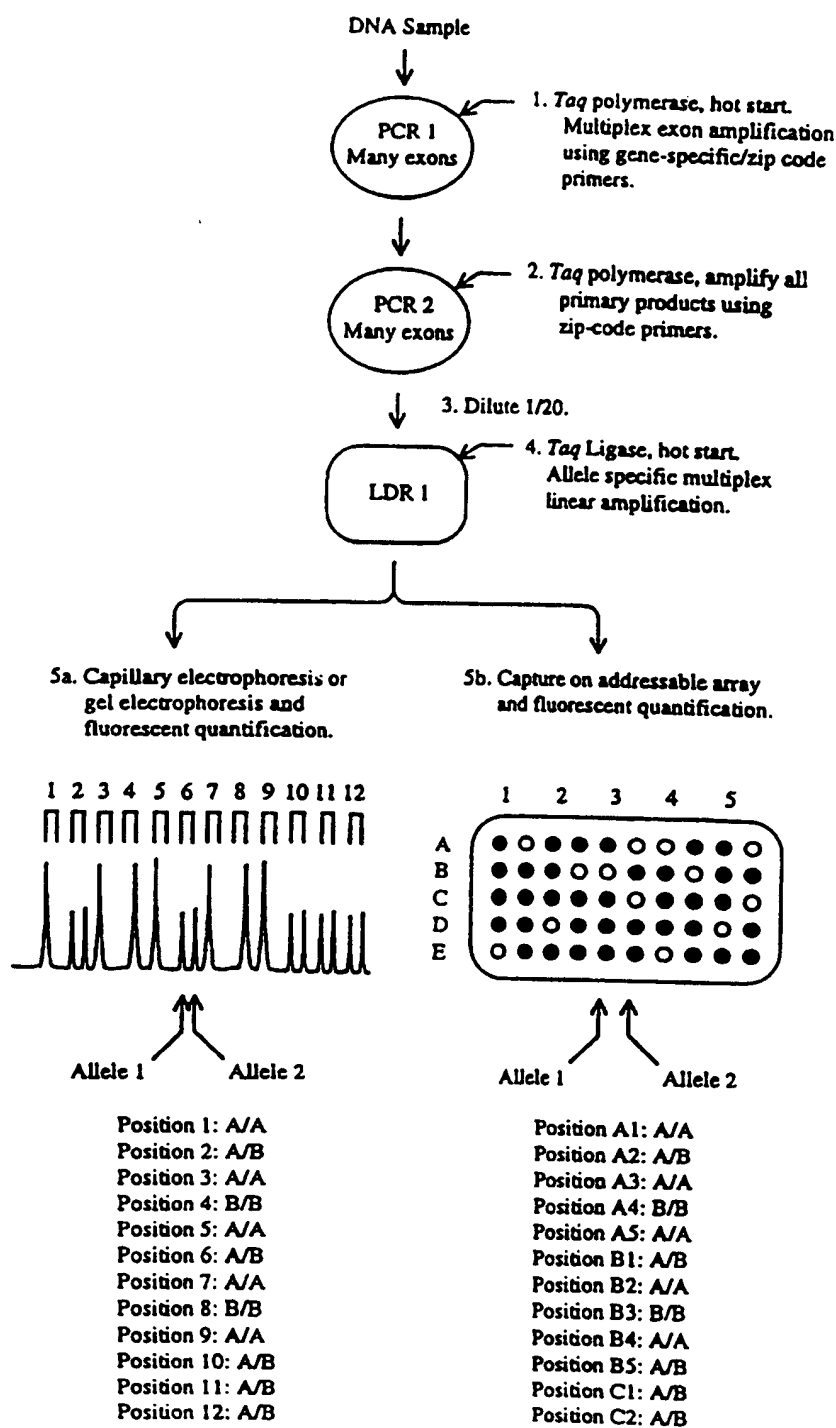 DNA Sample
PCR 1
Many exons
1. Taq polymerase, hot start.
Multiplex exon amplification
using gene-specific/zip code
primers.
PCR 2
Many exons
2. Taq polymerase, amplify all
primary products using
zip-code primers.
3. Dilute 1/20.
LDR 1
4. Taq Ligase, hot start.
Allele specific multiplex
linear amplification.
5a. Capillary electrophoresis or
gel electrophoresis and
fluorescent quantification.
1 2 3 4 5 6 7 8 9 10 11 12
Allele 1 Allele 2
Position 1: A/A
Position 2: A/B
Position 3: A/A
Position 4: B/B
Position 5: A/A
Position 6: A/B
Position 7: A/A
Position 8: B/B
Position 9: A/A
Position 10: A/B
Position 11: A/B
Position 12: A/B
5b. Capture on addressable array
and fluorescent quantification.
1 2 3 4 5
A
B
C
D
E
Allele 1 Allele 2
Position A1: A/A
Position A2: A/B
Position A3: A/A
Position A4: B/B
Position A5: A/A
Position B1: A/B
Position B2: A/A
Position B3: B/B
Position B4: A/A
Position B5: A/B
Position C1: A/B
Position C2: A/B